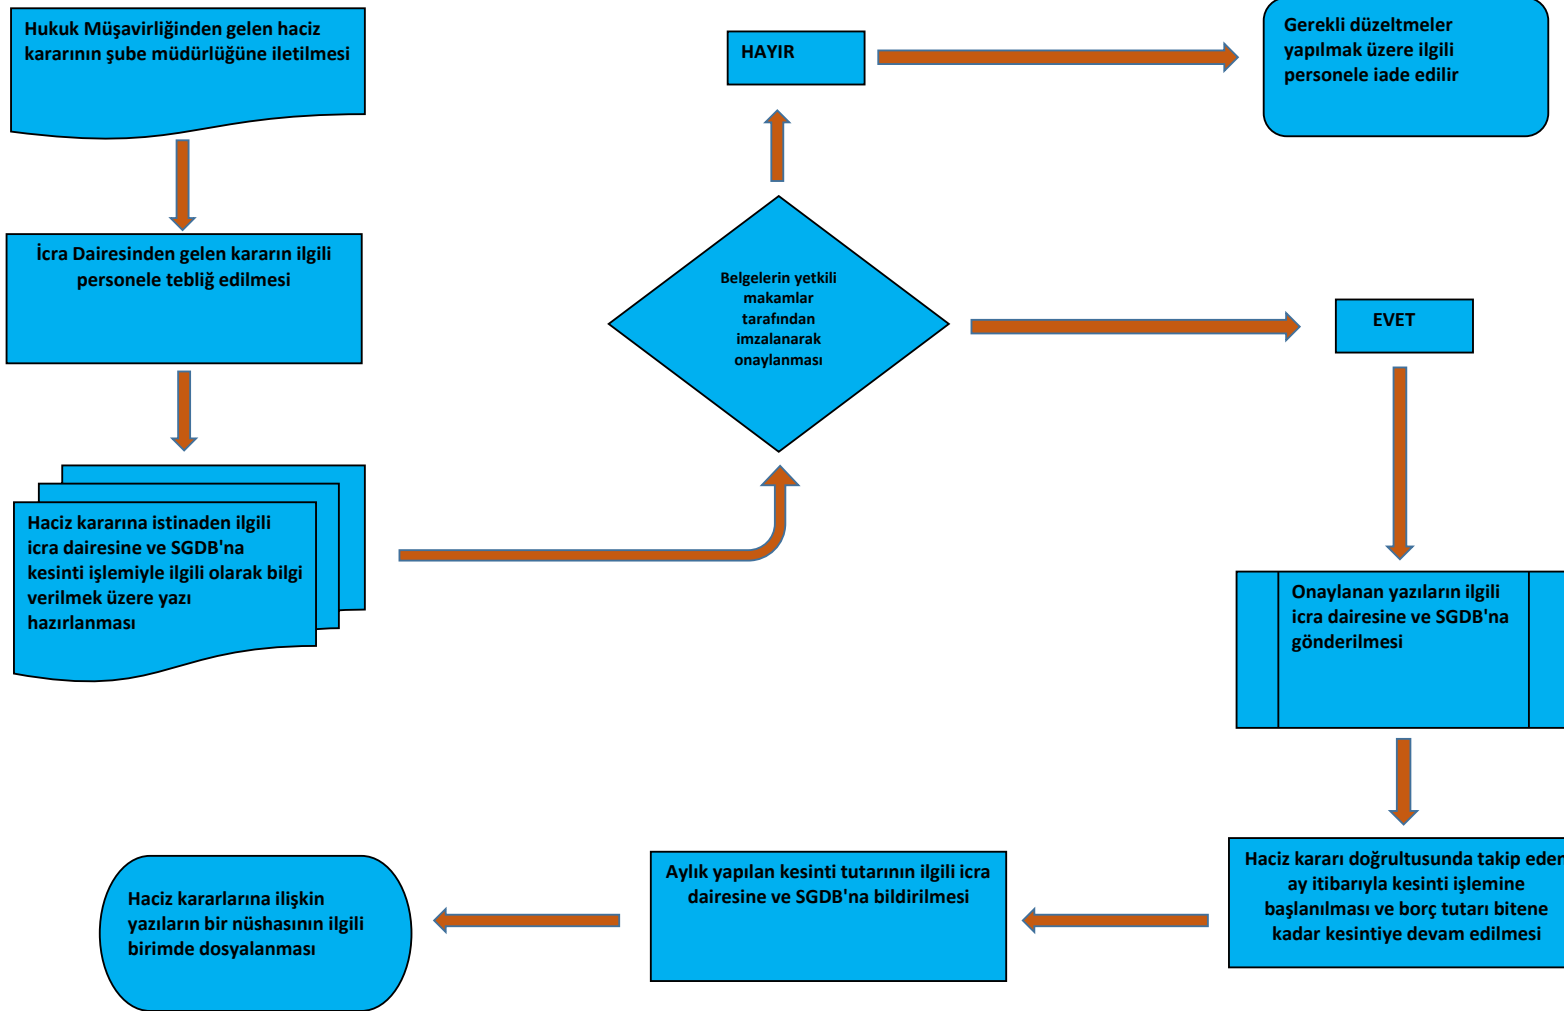 Hukuk Müşavirliğinden gelen haciz
kararının şube müdürlüğüne iletilmesi
İcra Dairesinden gelen kararın ilgili
personele tebliğ edilmesi
Haciz kararına istinaden ilgili
icra dairesine ve SGDB'na
kesinti işlemiyle ilgili olarak bilgi
verilmek üzere yazı
hazırlanması
Belgelerin yetkili
makamlar
tarafından
imzalanarak
onaylanması
HAYIR
Gerekli düzeltmeler
yapılmak üzere ilgili
personele iade edilir
EVET
Onaylanan yazıların ilgili
icra dairesine ve SGDB'na
gönderilmesi
Haciz kararı doğrultusunda takip eden
ay itibarıyla kesinti işlemine
başlanılması ve borç tutarı bitene
kadar kesintiye devam edilmesi
Aylık yapılan kesinti tutarının ilgili icra
dairesine ve SGDB'na bildirilmesi
Haciz kararlarına ilişkin
yazıların bir nüshasının ilgili
birimde dosyalanması